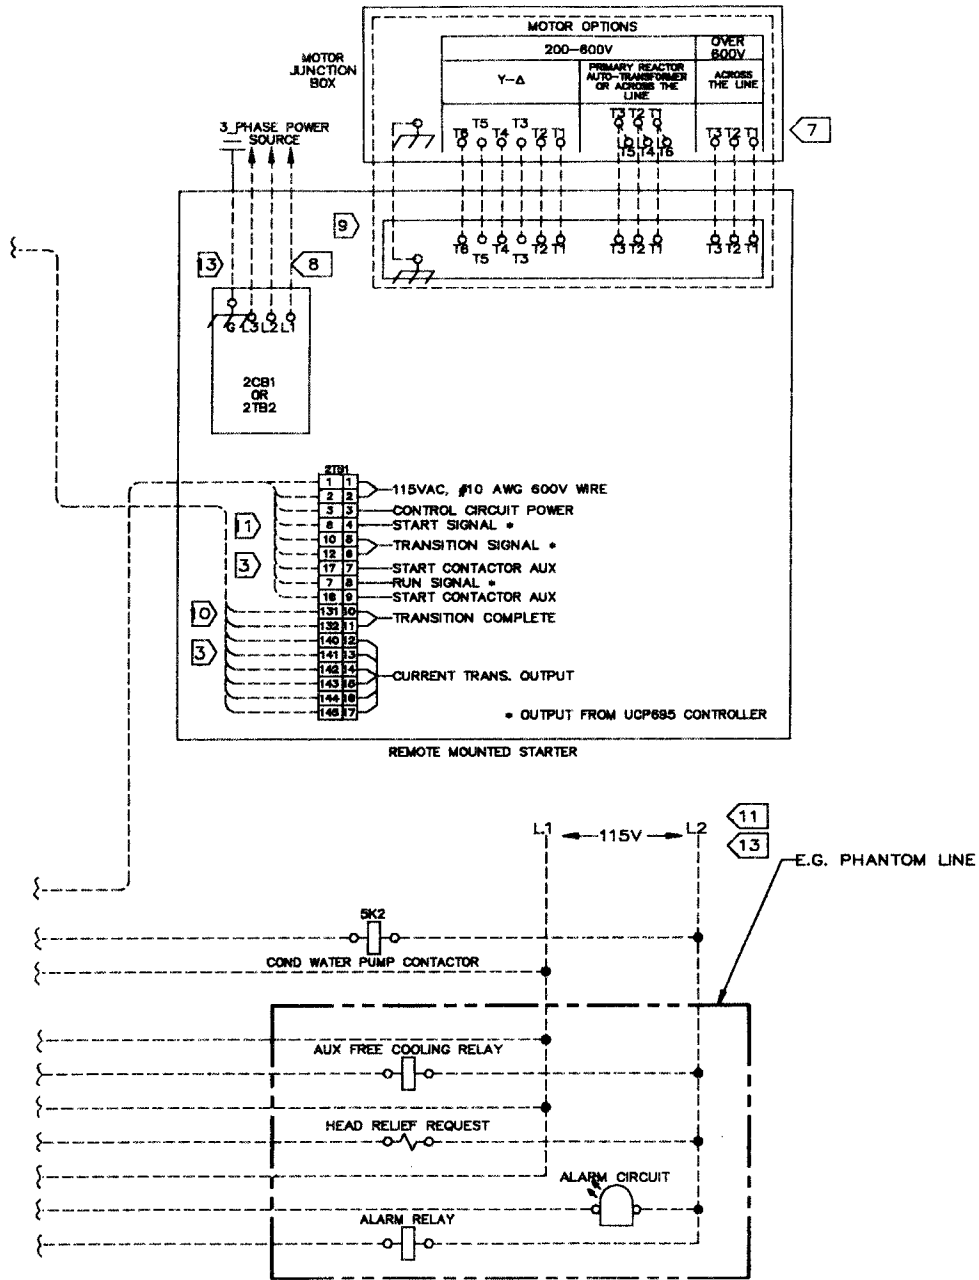 MOTOR OPTIONS
MOTOR
JUNCTION
BOX
200-600V
OVER
600V
Y-Δ
PRIMARY REACTOR
AUTO-TRANSFORMER
OR ACROSS THE
LINE
ACROSS
THE LINE
3 PHASE POWER
SOURCE
T6 T5 T4 T3 T2 T1
T3 T2 T1
T5 T4 T6
T3 T2 T1
7
9
T6 T5 T4 T3 T2 T1
T3 T2 T1
T3 T2 T1
13
8
G L3 L2 L1
2CB1
OR
2TB2
2TB1
1 1
2 2
115VAC, #10 AWG 600V WIRE
3 3 CONTROL CIRCUIT POWER
8 4 START SIGNAL *
11
10 5
12 6
TRANSITION SIGNAL *
3
17 7 START CONTACTOR AUX
7 8 RUN SIGNAL *
18 9 START CONTACTOR AUX
10
131 10
132 11
TRANSITION COMPLETE
3
140 12
141 13
142 14
143 15
144 16
145 17
CURRENT TRANS. OUTPUT
* OUTPUT FROM UCP695 CONTROLLER
REMOTE MOUNTED STARTER
L1 115V L2
11
13
E.G. PHANTOM LINE
5K2
COND WATER PUMP CONTACTOR
AUX FREE COOLING RELAY
HEAD RELIEF REQUEST
ALARM CIRCUIT
ALARM RELAY